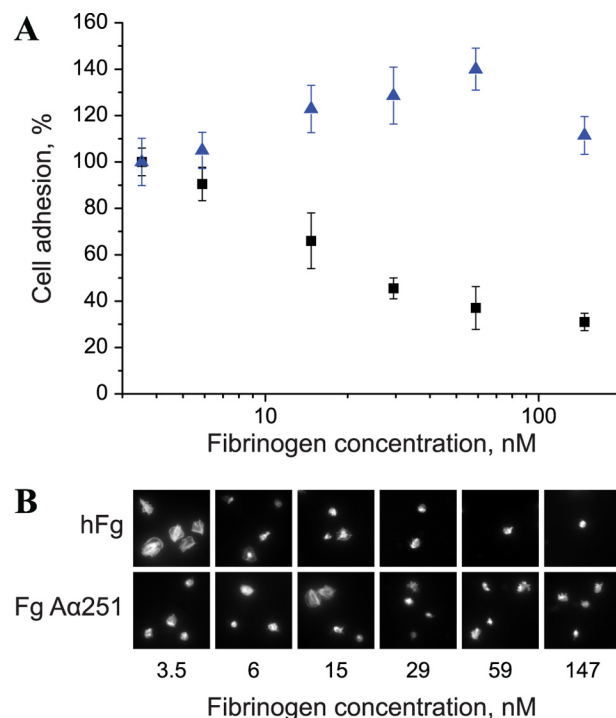 A
160
140
120
100
80
60
40
20
0
Cell adhesion, %
10
100
Fibrinogen concentration, nM
B
hFg
Fg Aα251
3.5 6 15 29 59 147
Fibrinogen concentration, nM